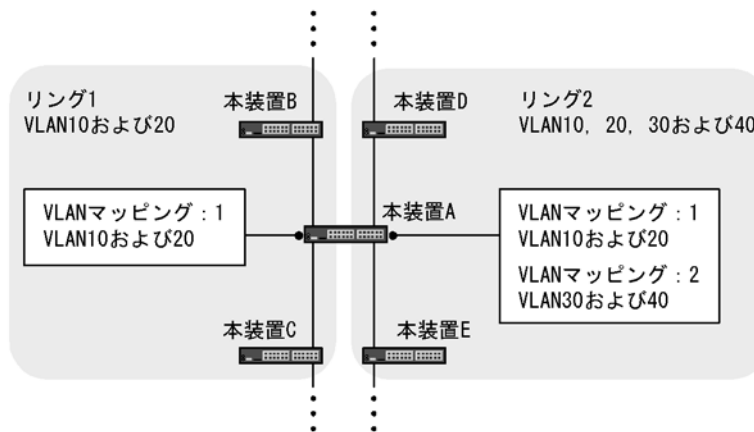 リング1
VLAN10および20
本装置B
本装置D
リング2
VLAN10, 20, 30および40
VLANマッピング:1
VLAN10および20
本装置A
VLANマッピング:1
VLAN10および20
VLANマッピング:2
VLAN30および40
本装置C
本装置E